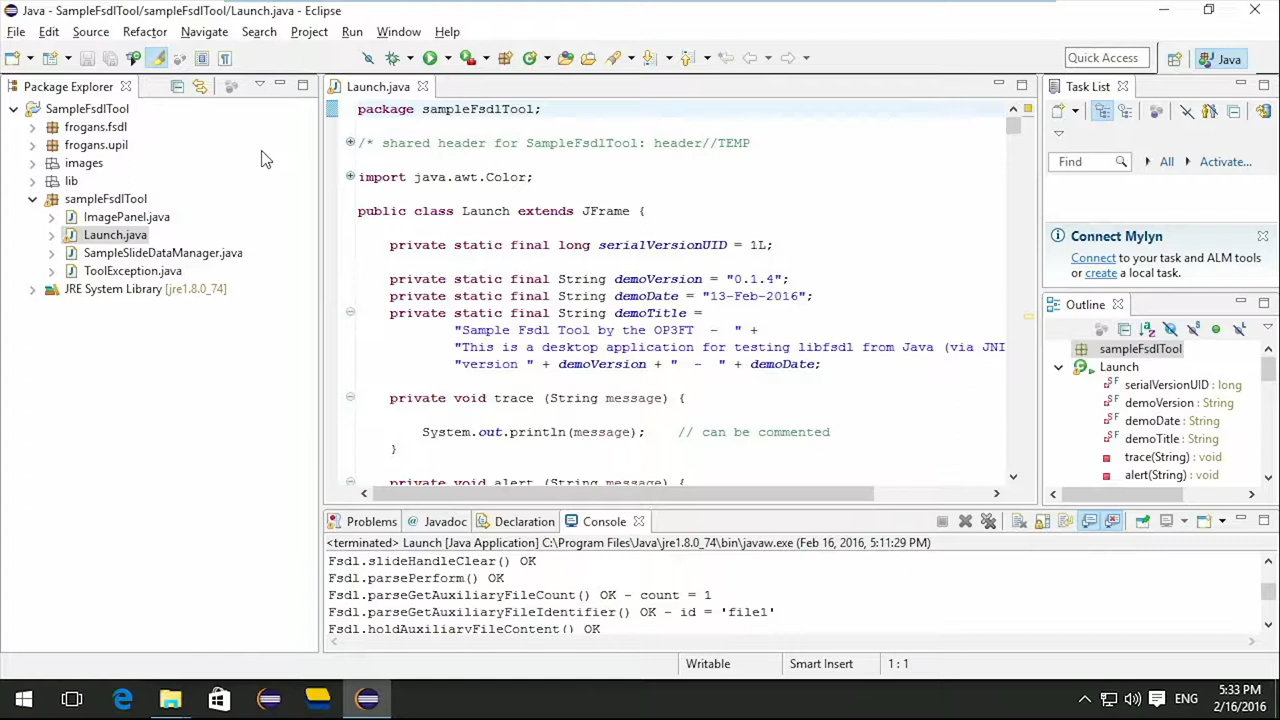 Java - SampleFsdlTool/sampleFsdlTool/Launch.java - Eclipse
File Edit Source Refactor Navigate Search Project Run Window Help
Quick Access
Java
Package Explorer
SampleFsdlTool
frogans.fsdl
frogans.upil
images
lib
sampleFsdlTool
ImagePanel.java
Launch.java
SampleSlideDataManager.java
ToolException.java
JRE System Library [jre1.8.0_74]
Launch.java
package sampleFsdlTool;
/* shared header for SampleFsdlTool: header//TEMP
import java.awt.Color;
public class Launch extends JFrame {
private static final long serialVersionUID = 1L;
private static final String demoVersion = "0.1.4";
private static final String demoDate = "13-Feb-2016";
private static final String demoTitle =
"Sample Fsdl Tool by the OP3FT  -  " +
"This is a desktop application for testing libfsdl from Java (via JNI
"version " + demoVersion + "  -  " + demoDate;
private void trace (String message) {
System.out.println(message);    // can be commented
}
private void alert (String message) {
Task List
Find
All
Activate...
Connect Mylyn
Connect to your task and ALM tools
or create a local task.
Outline
sampleFsdlTool
Launch
serialVersionUID : long
demoVersion : String
demoDate : String
demoTitle : String
trace(String) : void
alert(String) : void
Problems
Javadoc
Declaration
Console
<terminated> Launch [Java Application] C:\Program Files\Java\jre1.8.0_74\bin\javaw.exe (Feb 16, 2016, 5:11:29 PM)
Fsdl.slideHandleClear() OK
Fsdl.parsePerform() OK
Fsdl.parseGetAuxiliaryFileCount() OK - count = 1
Fsdl.parseGetAuxiliaryFileIdentifier() OK - id = 'file1'
Fsdl.holdAuxiliaryFileContent() OK
Writable
Smart Insert
1 : 1
ENG
5:33 PM
2/16/2016